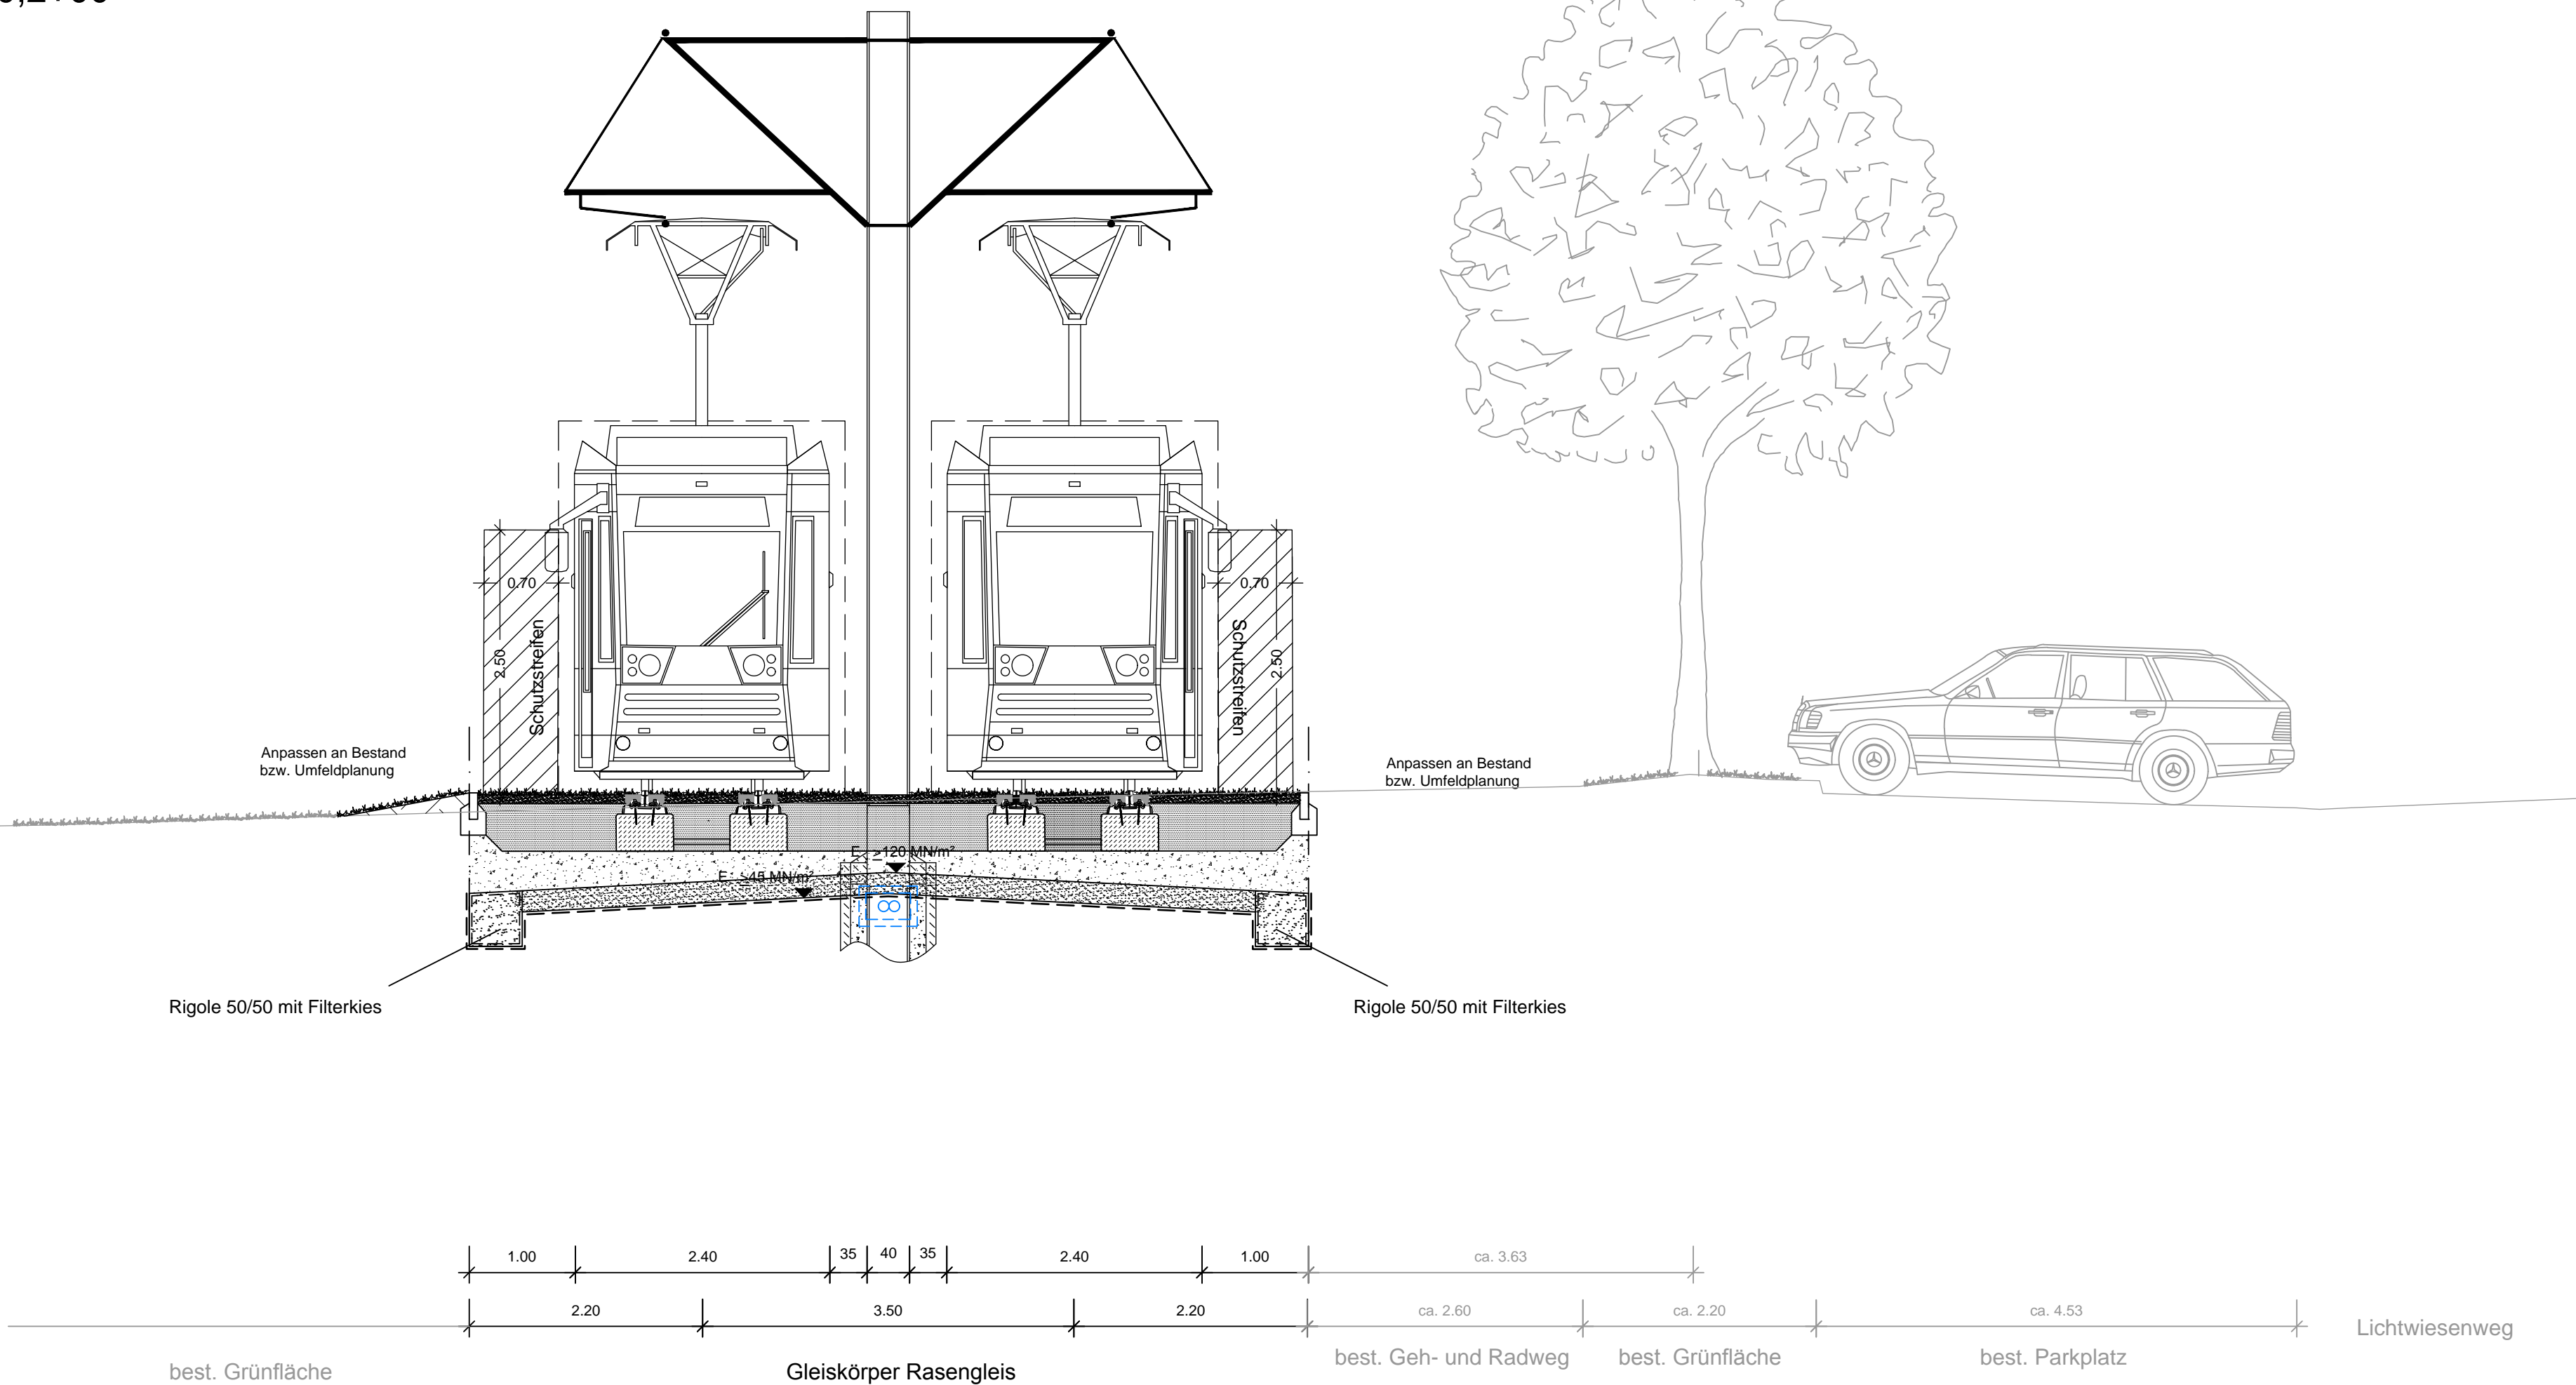 0.70
0.70
Schutzstreifen
2.50
Schutzstreifen
2.50
Anpassen an Bestand
bzw. Umfeldplanung
Anpassen an Bestand
bzw. Umfeldplanung
E ≥120 MN/m²
E ≥45 MN/m²
Rigole 50/50 mit Filterkies
Rigole 50/50 mit Filterkies
1.00 2.40 35 40 35 2.40 1.00 ca. 3.63
2.20 3.50 2.20 ca. 2.60 ca. 2.20 ca. 4.53
Lichtwiesenweg
best. Grünfläche Gleiskörper Rasengleis best. Geh- und Radweg best. Grünfläche best. Parkplatz